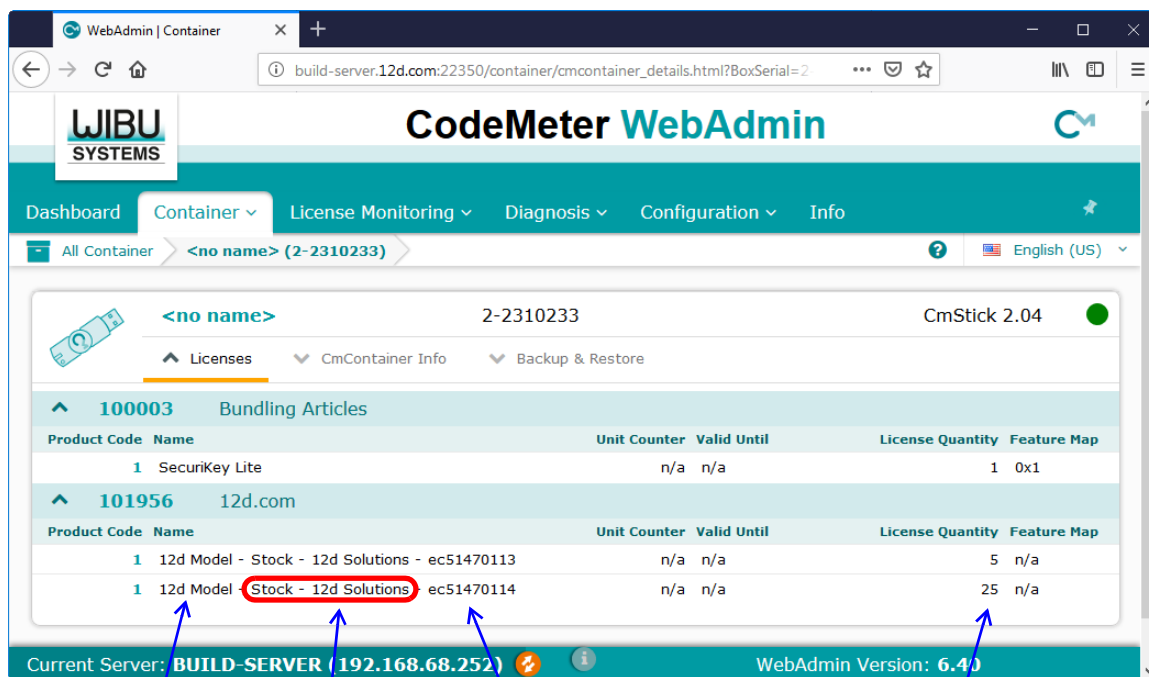 WebAdmin | Container
build-server.12d.com:22350/container/cmcontainer_details.html?BoxSerial=2
WIBU
SYSTEMS
CodeMeter WebAdmin
Dashboard Container License Monitoring Diagnosis Configuration Info
All Container <no name> (2-2310233) English (US)
<no name> 2-2310233 CmStick 2.04
Licenses CmContainer Info Backup & Restore
100003 Bundling Articles
Product Code Name Unit Counter Valid Until License Quantity Feature Map
1 SecuriKey Lite n/a n/a 1 0x1
101956 12d.com
Product Code Name Unit Counter Valid Until License Quantity Feature Map
1 12d Model - Stock - 12d Solutions - ec51470113 n/a n/a 5 n/a
1 12d Model - Stock - 12d Solutions - ec51470114 n/a n/a 25 n/a
Current Server: BUILD-SERVER (192.168.68.252) WebAdmin Version: 6.40